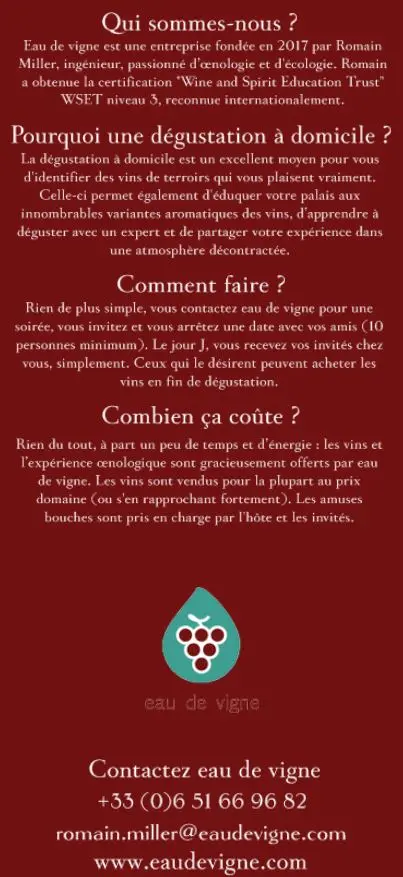 Qui sommes-nous ?
Eau de vigne est une entreprise fondée en 2017 par Romain
Miller, ingénieur, passionné d'œnologie et d'écologie. Romain
a obtenue la certification "Wine and Spirit Education Trust"
WSET niveau 3, reconnue internationalement.
Pourquoi une dégustation à domicile ?
La dégustation à domicile est un excellent moyen pour vous
d'identifier des vins de terroirs qui vous plaisent vraiment.
Celle-ci permet également d'éduquer votre palais aux
innombrables variantes aromatiques des vins, d'apprendre à
déguster avec un expert et de partager votre expérience dans
une atmosphère décontractée.
Comment faire ?
Rien de plus simple, vous contactez eau de vigne pour une
soirée, vous invitez et vous arrêtez une date avec vos amis (10
personnes minimum). Le jour J, vous recevez vos invités chez
vous, simplement. Ceux qui le désirent peuvent acheter les
vins en fin de dégustation.
Combien ça coûte ?
Rien du tout, à part un peu de temps et d'énergie : les vins et
l'expérience œnologique sont gracieusement offerts par eau
de vigne. Les vins sont vendus pour la plupart au prix
domaine (ou s'en rapprochant fortement). Les amuses
bouches sont pris en charge par l'hôte et les invités.
eau de vigne
Contactez eau de vigne
+33 (0)6 51 66 96 82
romain.miller@eaudevigne.com
www.eaudevigne.com